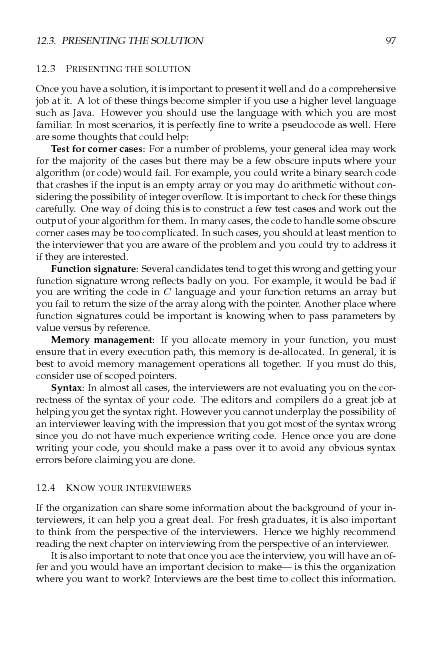 12.3. PRESENTING THE SOLUTION 97
12.3 PRESENTING THE SOLUTION
Once you have a solution, it is important to present it well and do a comprehensive
job at it. A lot of these things become simpler if you use a higher level language
such as Java. However you should use the language with which you are most
familiar. In most scenarios, it is perfectly fine to write a pseudocode as well. Here
are some thoughts that could help:
Test for corner cases: For a number of problems, your general idea may work
for the majority of the cases but there may be a few obscure inputs where your
algorithm (or code) would fail. For example, you could write a binary search code
that crashes if the input is an empty array or you may do arithmetic without con-
sidering the possibility of integer overflow. It is important to check for these things
carefully. One way of doing this is to construct a few test cases and work out the
output of your algorithm for them. In many cases, the code to handle some obscure
corner cases may be too complicated. In such cases, you should at least mention to
the interviewer that you are aware of the problem and you could try to address it
if they are interested.
Function signature: Several candidates tend to get this wrong and getting your
function signature wrong reflects badly on you. For example, it would be bad if
you are writing the code in C language and your function returns an array but
you fail to return the size of the array along with the pointer. Another place where
function signatures could be important is knowing when to pass parameters by
value versus by reference.
Memory management: If you allocate memory in your function, you must
ensure that in every execution path, this memory is de-allocated. In general, it is
best to avoid memory management operations all together. If you must do this,
consider use of scoped pointers.
Syntax: In almost all cases, the interviewers are not evaluating you on the cor-
rectness of the syntax of your code. The editors and compilers do a great job at
helping you get the syntax right. However you cannot underplay the possibility of
an interviewer leaving with the impression that you got most of the syntax wrong
since you do not have much experience writing code. Hence once you are done
writing your code, you should make a pass over it to avoid any obvious syntax
errors before claiming you are done.
12.4 KNOW YOUR INTERVIEWERS
If the organization can share some information about the background of your in-
terviewers, it can help you a great deal. For fresh graduates, it is also important
to think from the perspective of the interviewers. Hence we highly recommend
reading the next chapter on interviewing from the perspective of an interviewer.
It is also important to note that once you ace the interview, you will have an of-
fer and you would have an important decision to make— is this the organization
where you want to work? Interviews are the best time to collect this information.